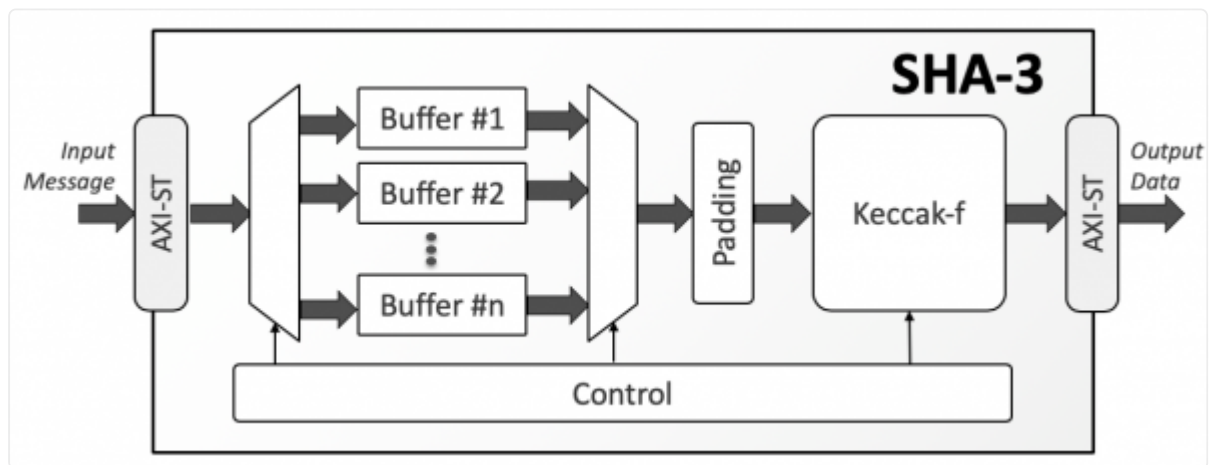 SHA-3
Input
Message
AXI-ST
Buffer #1
Buffer #2
Buffer #n
Padding
Keccak-f
AXI-ST
Output
Data
Control